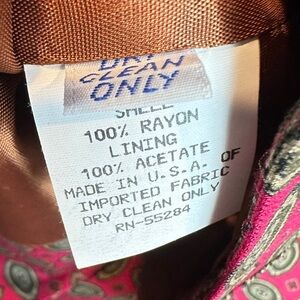 DRY
CLEAN
ONLY
SHELL
100% RAYON
LINING
100% ACETATE
MADE IN U.S.A. OF
IMPORTED FABRIC
DRY CLEAN ONLY
RN-55284